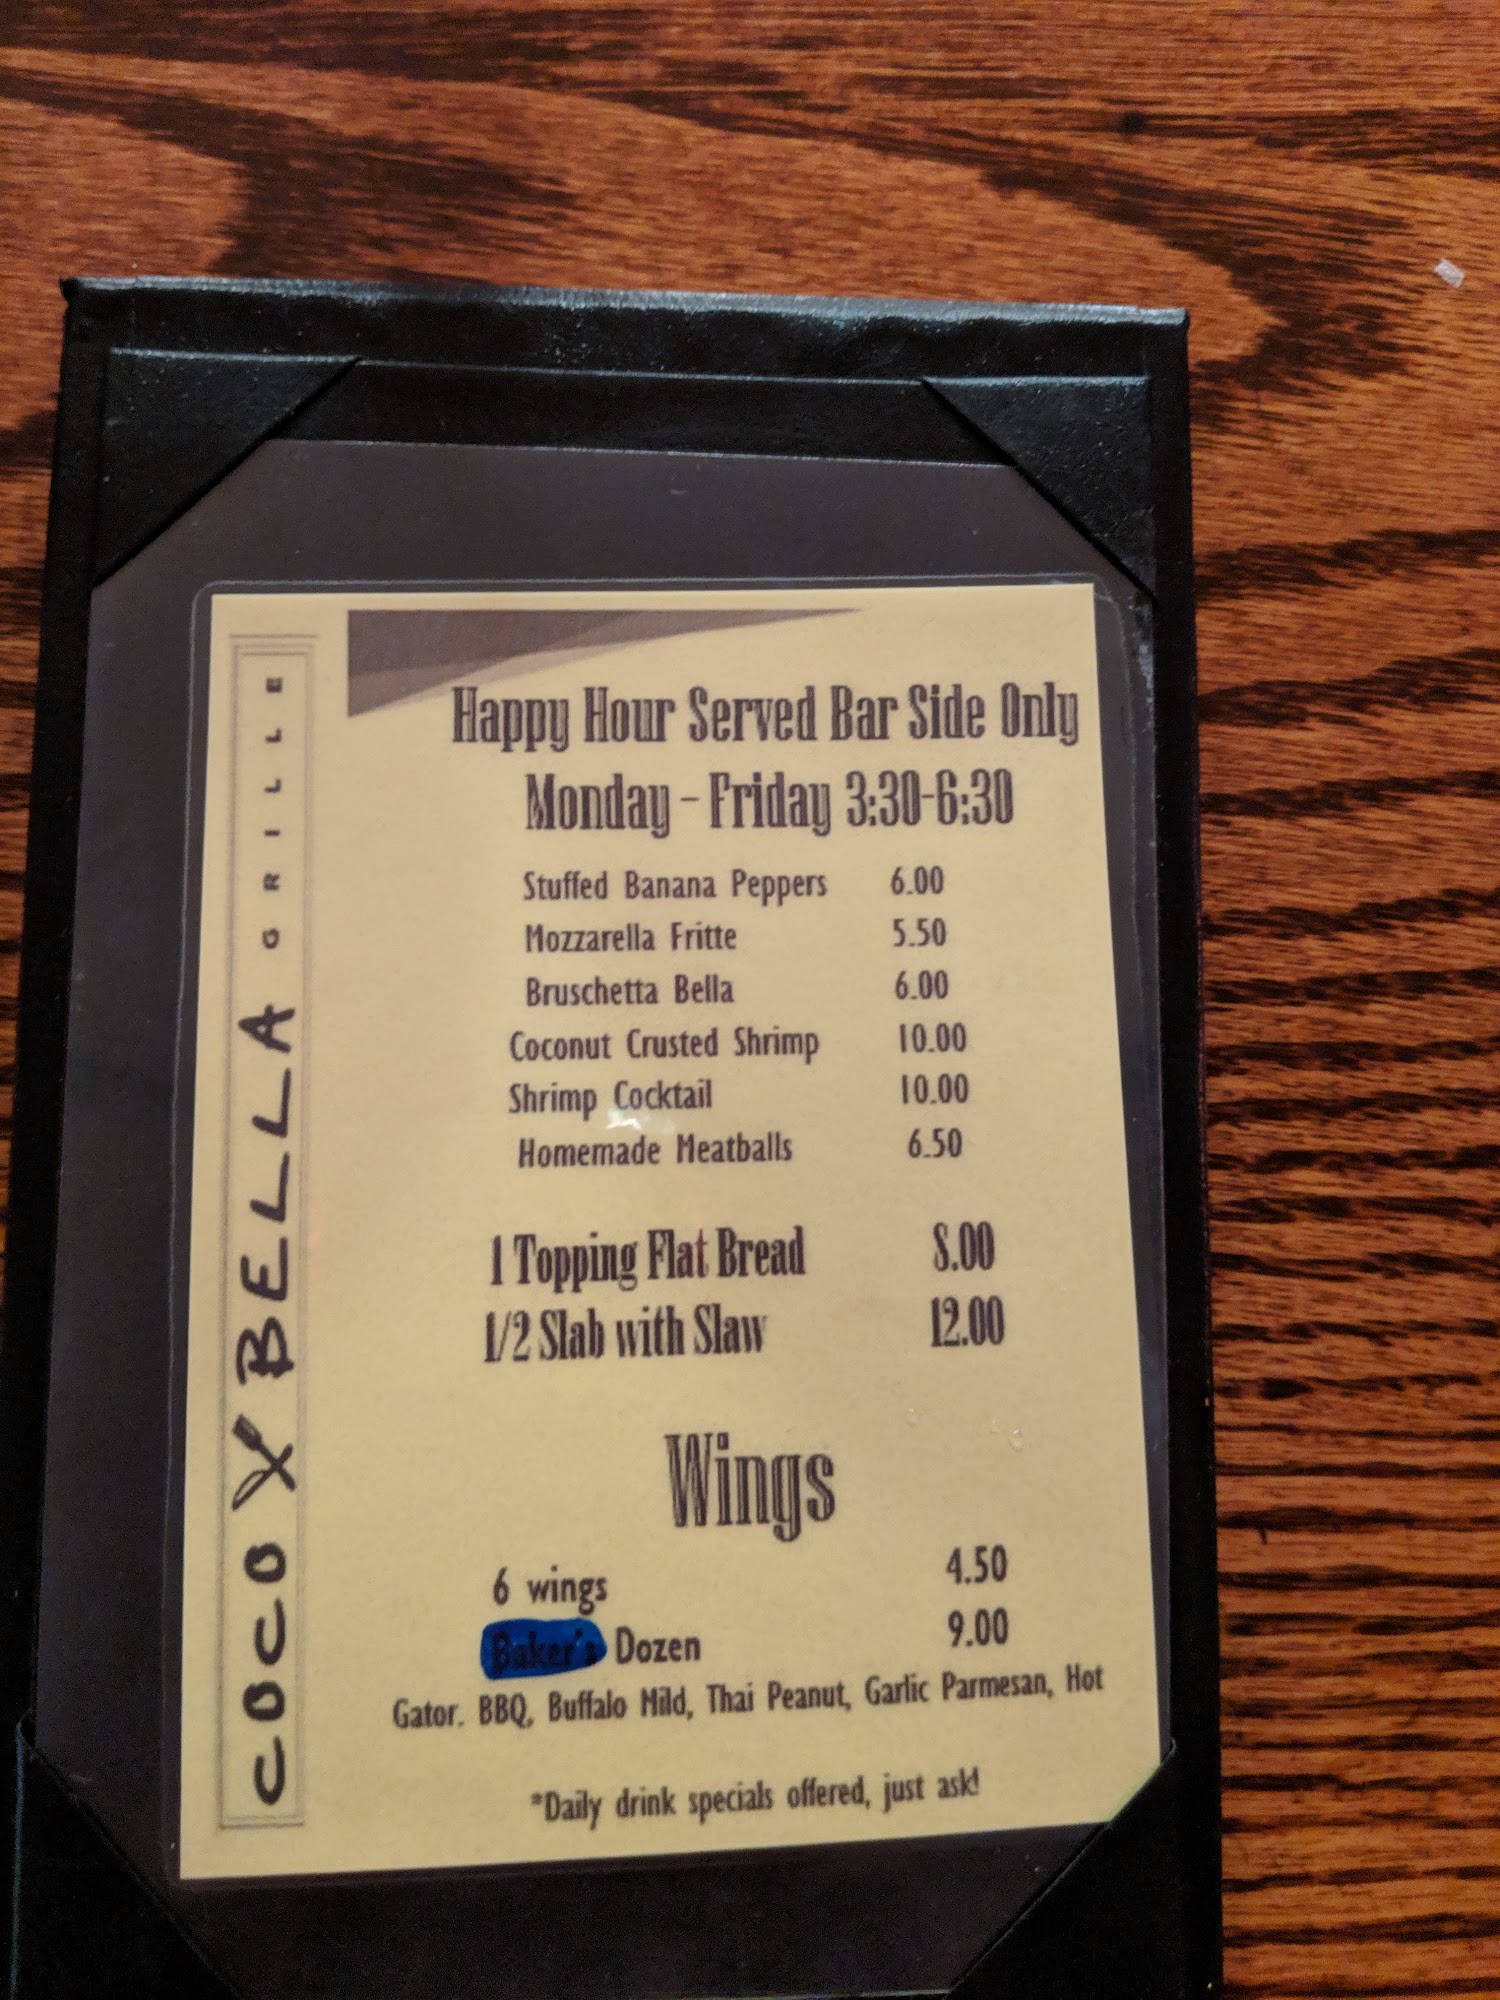 COCO BELLA GRILLE
Happy Hour Served Bar Side Only
Monday - Friday 3:30-6:30
Stuffed Banana Peppers 6.00
Mozzarella Fritte 5.50
Bruschetta Bella 6.00
Coconut Crusted Shrimp 10.00
Shrimp Cocktail 10.00
Homemade Meatballs 6.50
1 Topping Flat Bread 8.00
1/2 Slab with Slaw 12.00
Wings
6 wings 4.50
Baker's Dozen 9.00
Gator. BBQ, Buffalo Mild, Thai Peanut, Garlic Parmesan, Hot
*Daily drink specials offered, just ask!